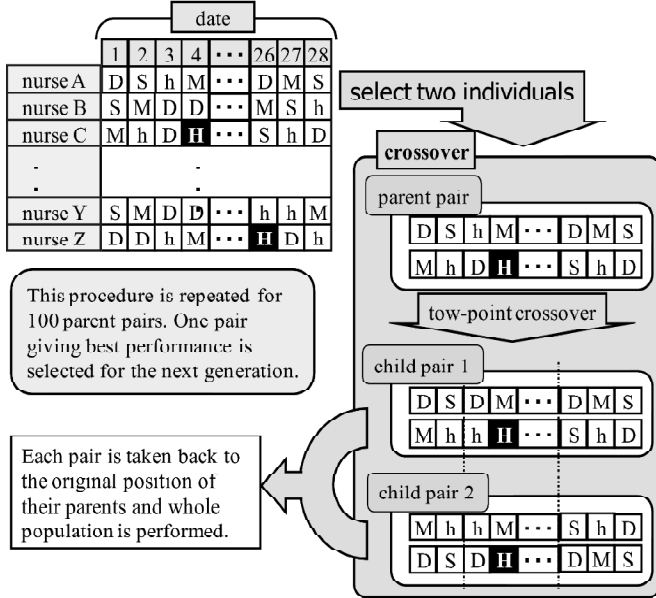 date
1 2 3 4 ··· 26 27 28
nurse A D S h M ··· D M S
nurse B S M D D ··· M S h
nurse C M h D H ··· S h D
nurse Y S M D D ··· h h M
nurse Z D D h M ··· H D h
This procedure is repeated for
100 parent pairs. One pair
giving best performance is
selected for the next generation.
Each pair is taken back to
the original position of
their parents and whole
population is performed.
select two individuals
crossover
parent pair
D S h M ··· D M S
M h D H ··· S h D
tow-point crossover
child pair 1
D S D M ··· D M S
M h h H ··· S h D
child pair 2
M h h M ··· S h D
D S D H ··· D M S